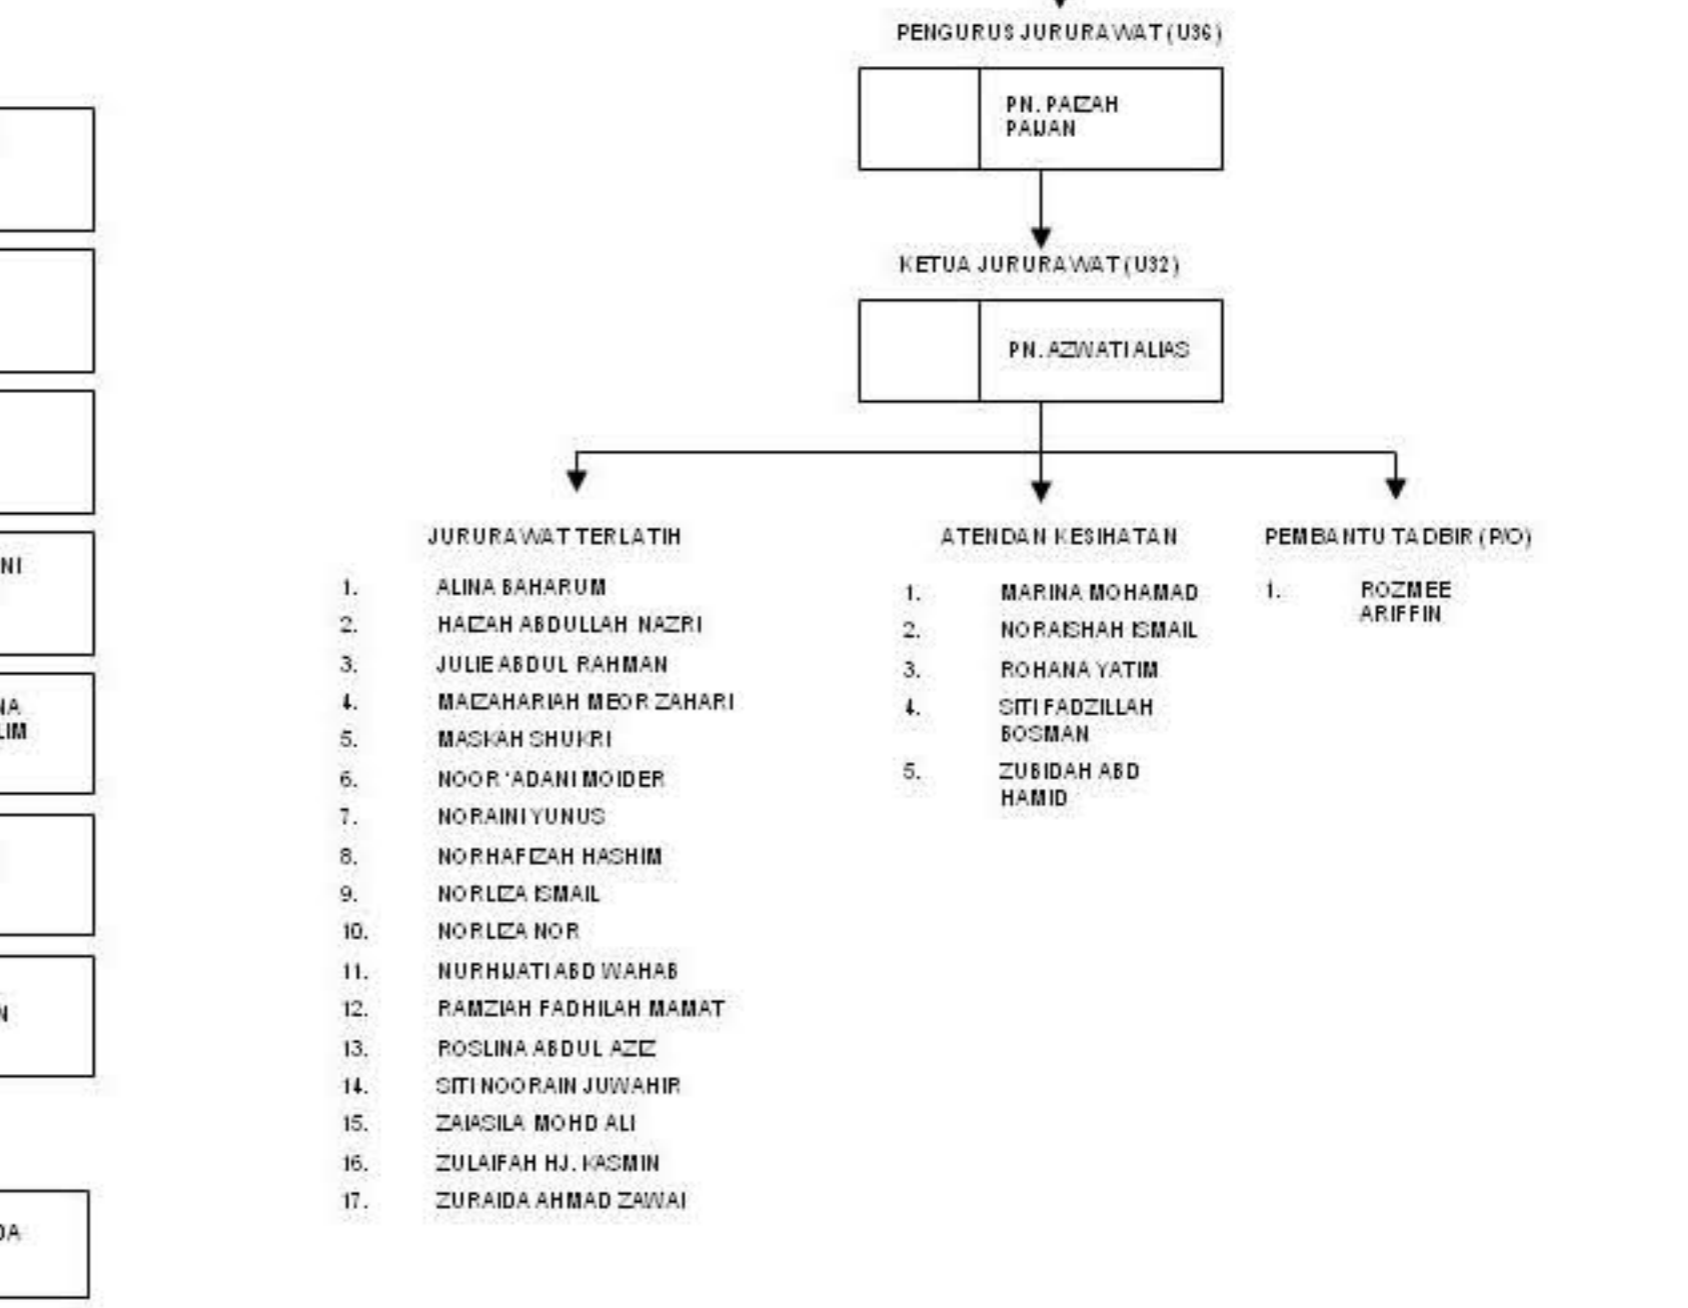 PENGURUS JURURAWAT (U36)
PN. PAIZAH
PAIJAN
KETUA JURURAWAT (U32)
PN. AZWATI ALIAS
JURURAWAT TERLATIH
1. ALINA BAHARUM
2. HAIZAH ABDULLAH NAZRI
3. JULIE ABDUL RAHMAN
4. MAIZAHARIAH MEOR ZAHARI
5. MASKAH SHUKRI
6. NOOR 'ADANI MOIDER
7. NORAINI YUNUS
8. NORHAFIZAH HASHIM
9. NORLIZA ISMAIL
10. NORLIZA NOR
11. NURHIJATI ABD WAHAB
12. RAMZIAH FADHILAH MAMAT
13. ROSLINA ABDUL AZIZ
14. SITI NOORAIN JUWAHIR
15. ZAIASILA MOHD ALI
16. ZULAIFAH HJ. KASMIN
17. ZURAIDA AHMAD ZAWAI
ATENDAN KESIHATAN
1. MARINA MOHAMAD
2. NORAISHAH ISMAIL
3. ROHANA YATIM
4. SITI FADZILLAH
BOSMAN
5. ZUBIDAH ABD
HAMID
PEMBANTU TADBIR (P/O)
1. ROZMEE
ARIFFIN
NI
NA
LIM
N
DA